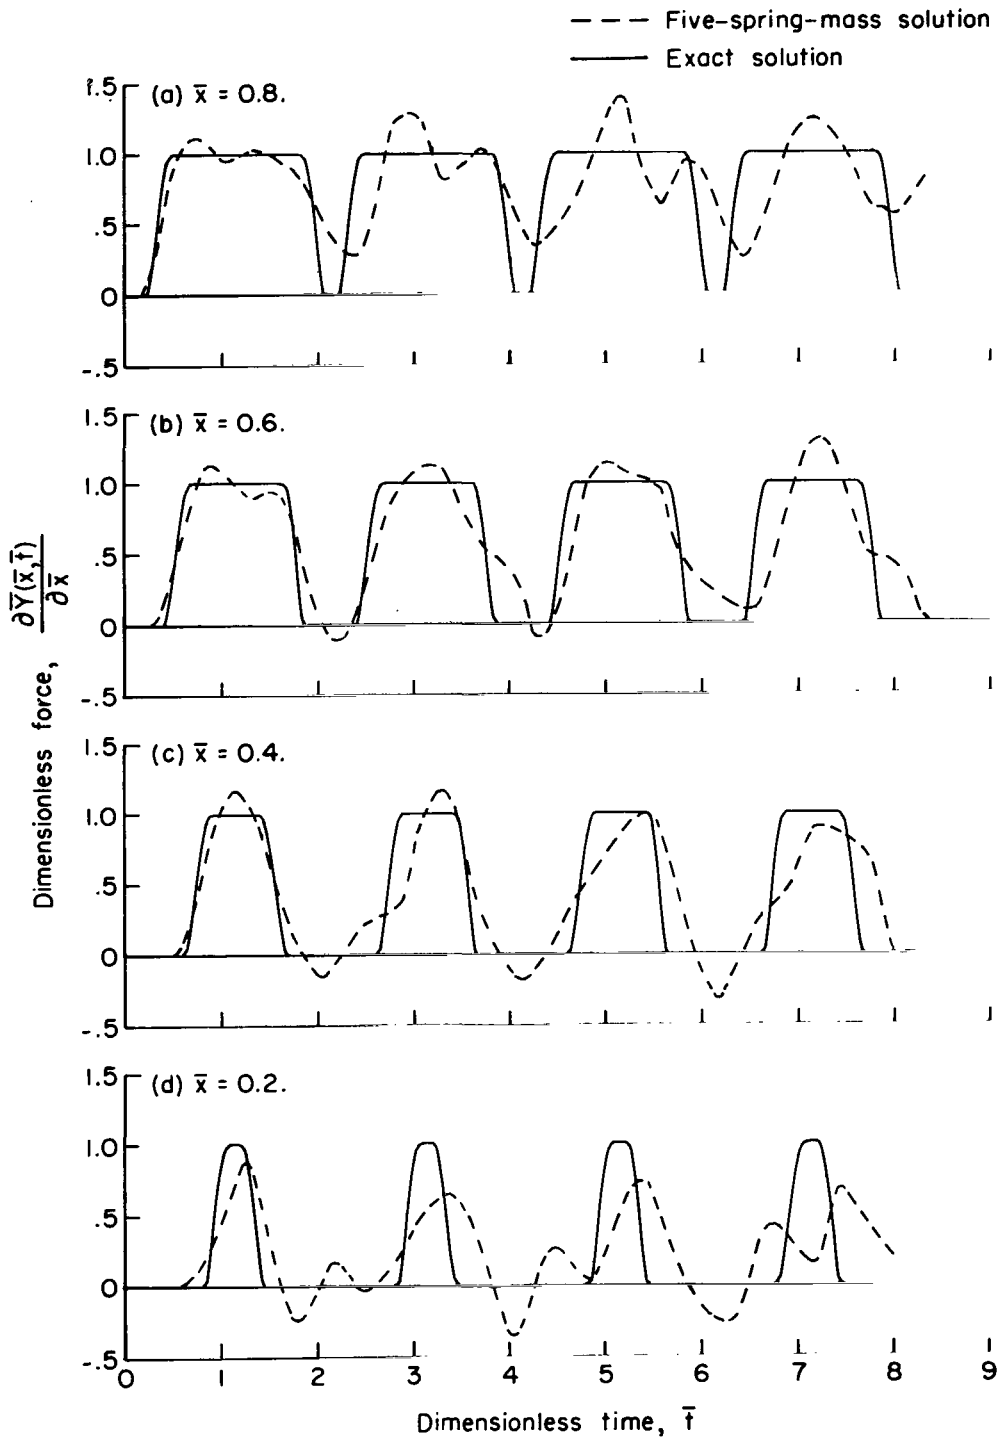 Five-spring-mass solution
Exact solution
(a) x̄ = 0.8.
1.5
1.0
.5
0
-.5
(b) x̄ = 0.6.
1.5
1.0
.5
0
-.5
(c) x̄ = 0.4.
1.5
1.0
.5
0
-.5
(d) x̄ = 0.2.
1.5
1.0
.5
0
-.5
0 1 2 3 4 5 6 7 8 9
Dimensionless time, t̄
Dimensionless force, ∂Ȳ(x̄,t̄)/∂x̄